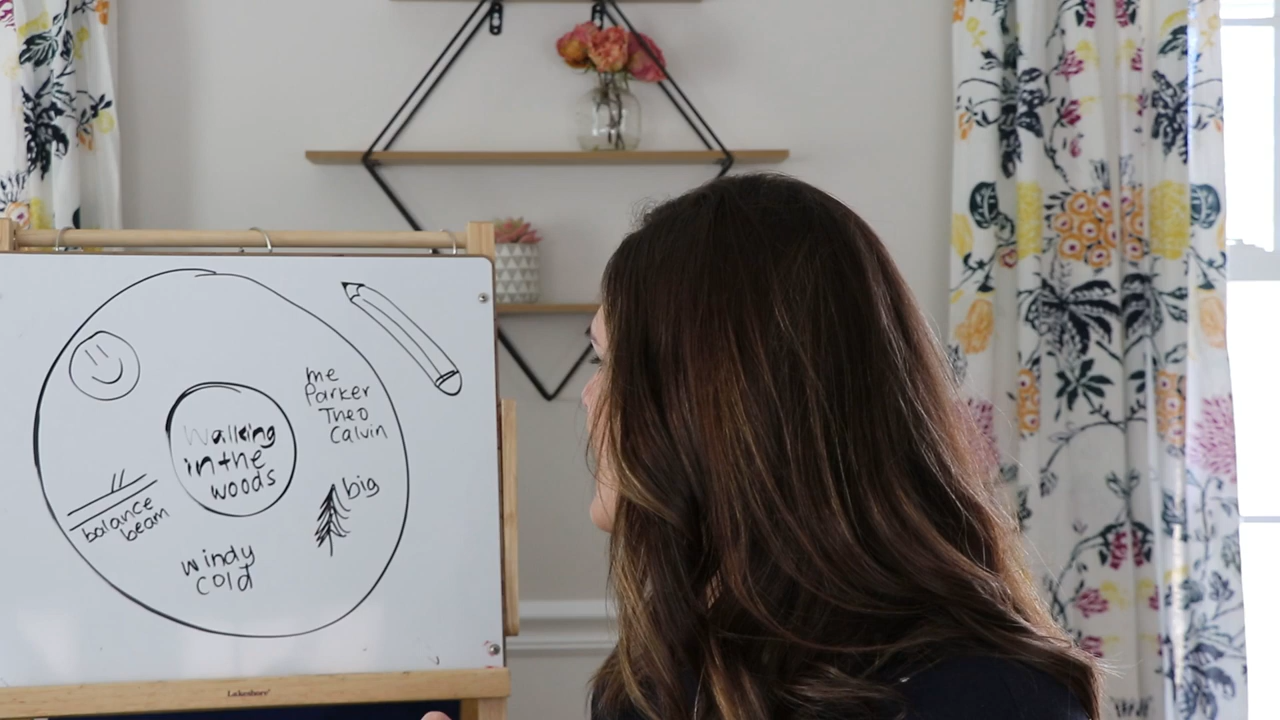 me
Parker
Theo
Calvin
Walking
in the
woods
big
balance
beam
windy
cold
Lakeshore